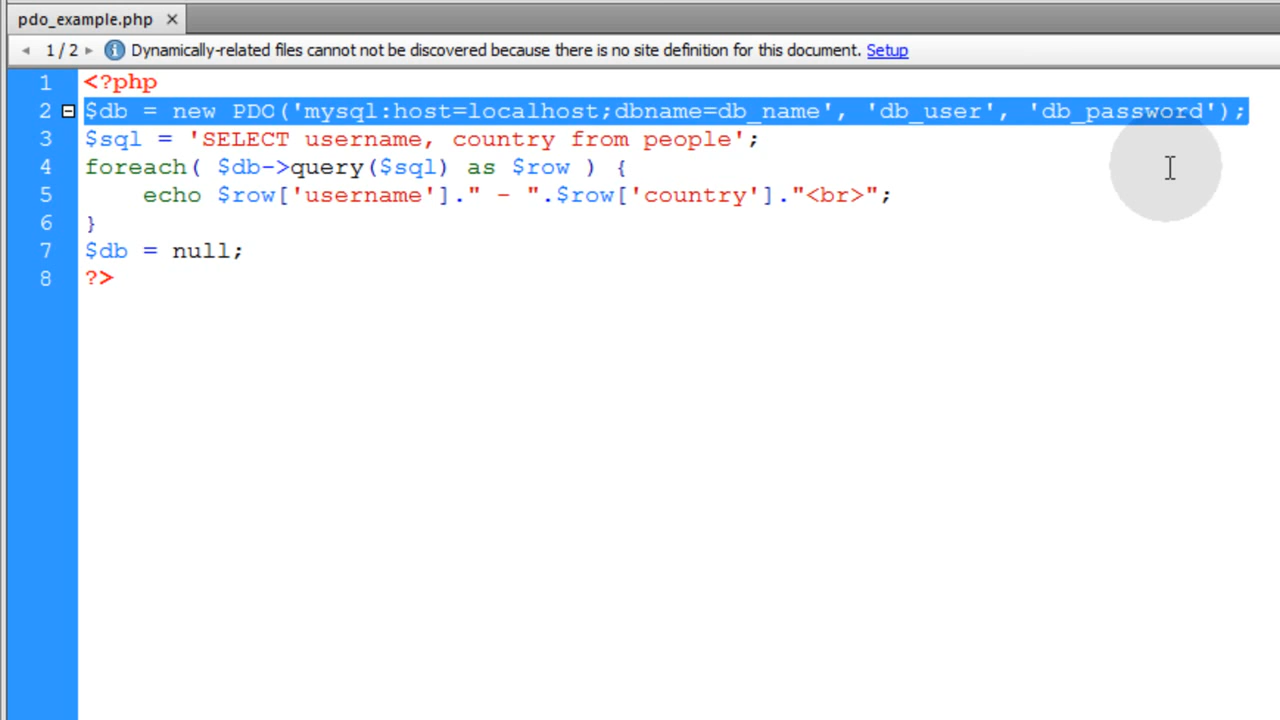 pdo_example.php ×
1 / 2 Dynamically-related files cannot not be discovered because there is no site definition for this document. Setup
1 <?php
2 $db = new PDO('mysql:host=localhost;dbname=db_name', 'db_user', 'db_password');
3 $sql = 'SELECT username, country from people';
4 foreach( $db->query($sql) as $row ) {
5     echo $row['username']." - ".$row['country']."<br>";
6 }
7 $db = null;
8 ?>